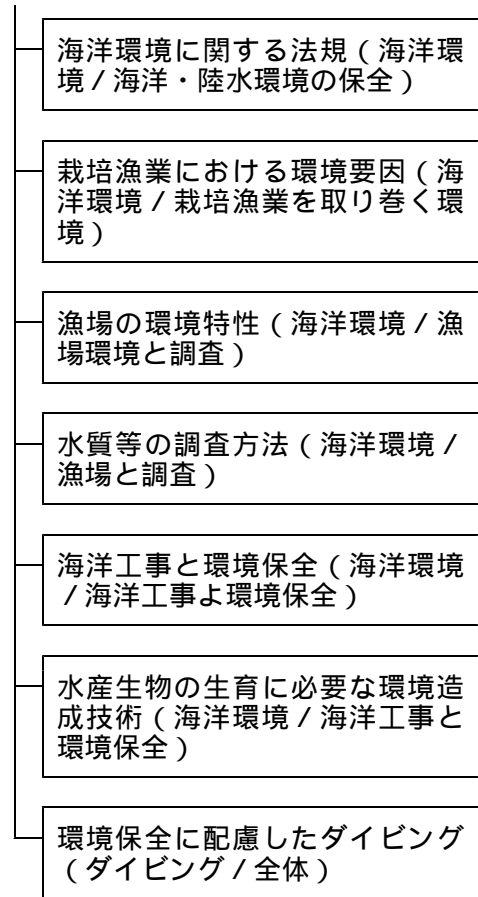 海洋環境に関する法規（海洋環
境／海洋・陸水環境の保全）
栽培漁業における環境要因（海
洋環境／栽培漁業を取り巻く環
境）
漁場の環境特性（海洋環境／漁
場環境と調査）
水質等の調査方法（海洋環境／
漁場と調査）
海洋工事と環境保全（海洋環境
／海洋工事よ環境保全）
水産生物の生育に必要な環境造
成技術（海洋環境／海洋工事と
環境保全）
環境保全に配慮したダイビング
（ダイビング／全体）